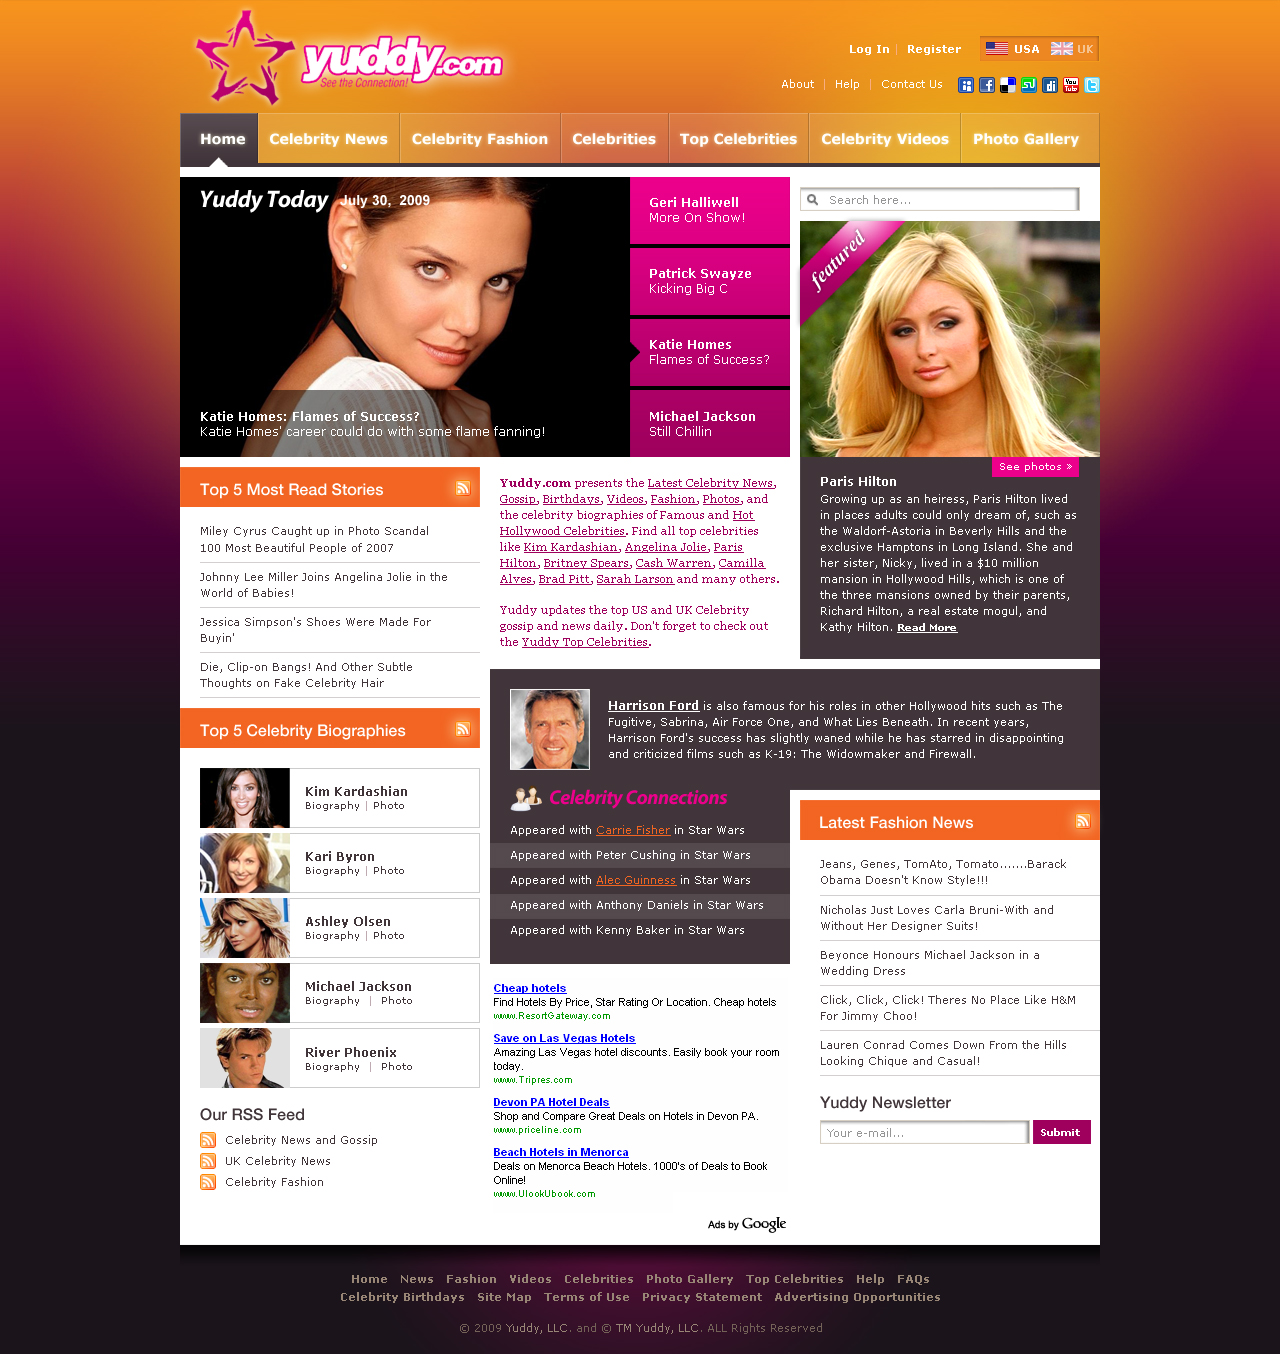 yuddy.com
See the Connection!
Log In | Register
USA UK
About | Help | Contact Us
Home
Celebrity News
Celebrity Fashion
Celebrities
Top Celebrities
Celebrity Videos
Photo Gallery
Yuddy Today July 30, 2009
Katie Homes: Flames of Success?
Katie Homes' career could do with some flame fanning!
Geri Halliwell
More On Show!
Patrick Swayze
Kicking Big C
Katie Homes
Flames of Success?
Michael Jackson
Still Chillin
Search here...
featured
See photos »
Paris Hilton
Growing up as an heiress, Paris Hilton lived
in places adults could only dream of, such as
the Waldorf-Astoria in Beverly Hills and the
exclusive Hamptons in Long Island. She and
her sister, Nicky, lived in a $10 million
mansion in Hollywood Hills, which is one of
the three mansions owned by their parents,
Richard Hilton, a real estate mogul, and
Kathy Hilton. Read More
Top 5 Most Read Stories
Miley Cyrus Caught up in Photo Scandal
100 Most Beautiful People of 2007
Johnny Lee Miller Joins Angelina Jolie in the
World of Babies!
Jessica Simpson's Shoes Were Made For
Buyin'
Die, Clip-on Bangs! And Other Subtle
Thoughts on Fake Celebrity Hair
Yuddy.com presents the Latest Celebrity News,
Gossip, Birthdays, Videos, Fashion, Photos, and
the celebrity biographies of Famous and Hot
Hollywood Celebrities. Find all top celebrities
like Kim Kardashian, Angelina Jolie, Paris
Hilton, Britney Spears, Cash Warren, Camilla
Alves, Brad Pitt, Sarah Larson and many others.
Yuddy updates the top US and UK Celebrity
gossip and news daily. Don't forget to check out
the Yuddy Top Celebrities.
Top 5 Celebrity Biographies
Kim Kardashian
Biography | Photo
Kari Byron
Biography | Photo
Ashley Olsen
Biography | Photo
Michael Jackson
Biography | Photo
River Phoenix
Biography | Photo
Harrison Ford is also famous for his roles in other Hollywood hits such as The
Fugitive, Sabrina, Air Force One, and What Lies Beneath. In recent years,
Harrison Ford's success has slightly waned while he has starred in disappointing
and criticized films such as K-19: The Widowmaker and Firewall.
Celebrity Connections
Appeared with Carrie Fisher in Star Wars
Appeared with Peter Cushing in Star Wars
Appeared with Alec Guinness in Star Wars
Appeared with Anthony Daniels in Star Wars
Appeared with Kenny Baker in Star Wars
Latest Fashion News
Jeans, Genes, TomAto, Tomato.......Barack
Obama Doesn't Know Style!!!
Nicholas Just Loves Carla Bruni-With and
Without Her Designer Suits!
Beyonce Honours Michael Jackson in a
Wedding Dress
Click, Click, Click! Theres No Place Like H&M
For Jimmy Choo!
Lauren Conrad Comes Down From the Hills
Looking Chique and Casual!
Cheap hotels
Find Hotels By Price, Star Rating Or Location. Cheap hotels
www.ResortGateway.com
Save on Las Vegas Hotels
Amazing Las Vegas hotel discounts. Easily book your room
today.
www.Tripres.com
Devon PA Hotel Deals
Shop and Compare Great Deals on Hotels in Devon PA.
www.priceline.com
Beach Hotels in Menorca
Deals on Menorca Beach Hotels. 1000's of Deals to Book
Online!
www.UlookUbook.com
Ads by Google
Our RSS Feed
Celebrity News and Gossip
UK Celebrity News
Celebrity Fashion
Yuddy Newsletter
Your e-mail...
Submit
Home News Fashion Videos Celebrities Photo Gallery Top Celebrities Help FAQs
Celebrity Birthdays Site Map Terms of Use Privacy Statement Advertising Opportunities
© 2009 Yuddy, LLC. and © TM Yuddy, LLC. ALL Rights Reserved